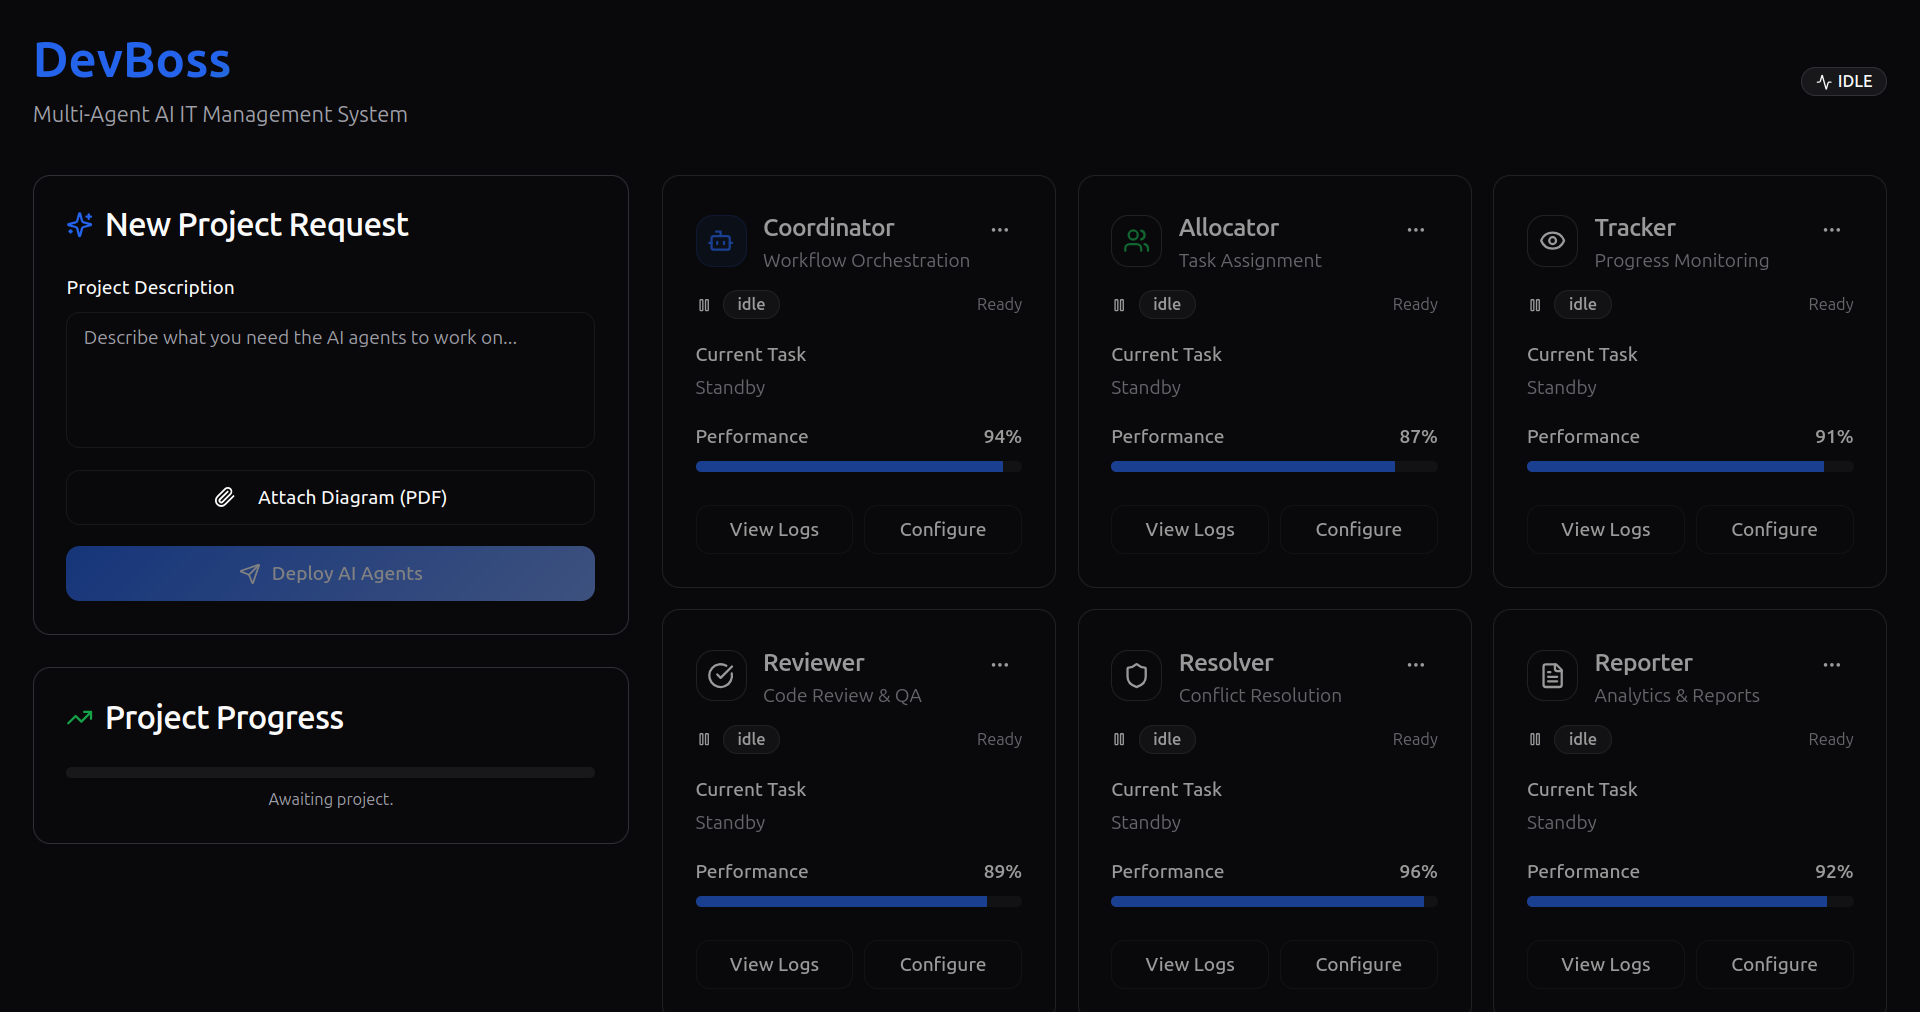 DevBoss
Multi-Agent AI IT Management System
IDLE
New Project Request
Project Description
Describe what you need the AI agents to work on...
Attach Diagram (PDF)
Deploy AI Agents
Project Progress
Awaiting project.
Coordinator
Workflow Orchestration
idle
Ready
Current Task
Standby
Performance 94%
View Logs
Configure
Allocator
Task Assignment
idle
Ready
Current Task
Standby
Performance 87%
View Logs
Configure
Tracker
Progress Monitoring
idle
Ready
Current Task
Standby
Performance 91%
View Logs
Configure
Reviewer
Code Review & QA
idle
Ready
Current Task
Standby
Performance 89%
View Logs
Configure
Resolver
Conflict Resolution
idle
Ready
Current Task
Standby
Performance 96%
View Logs
Configure
Reporter
Analytics & Reports
idle
Ready
Current Task
Standby
Performance 92%
View Logs
Configure